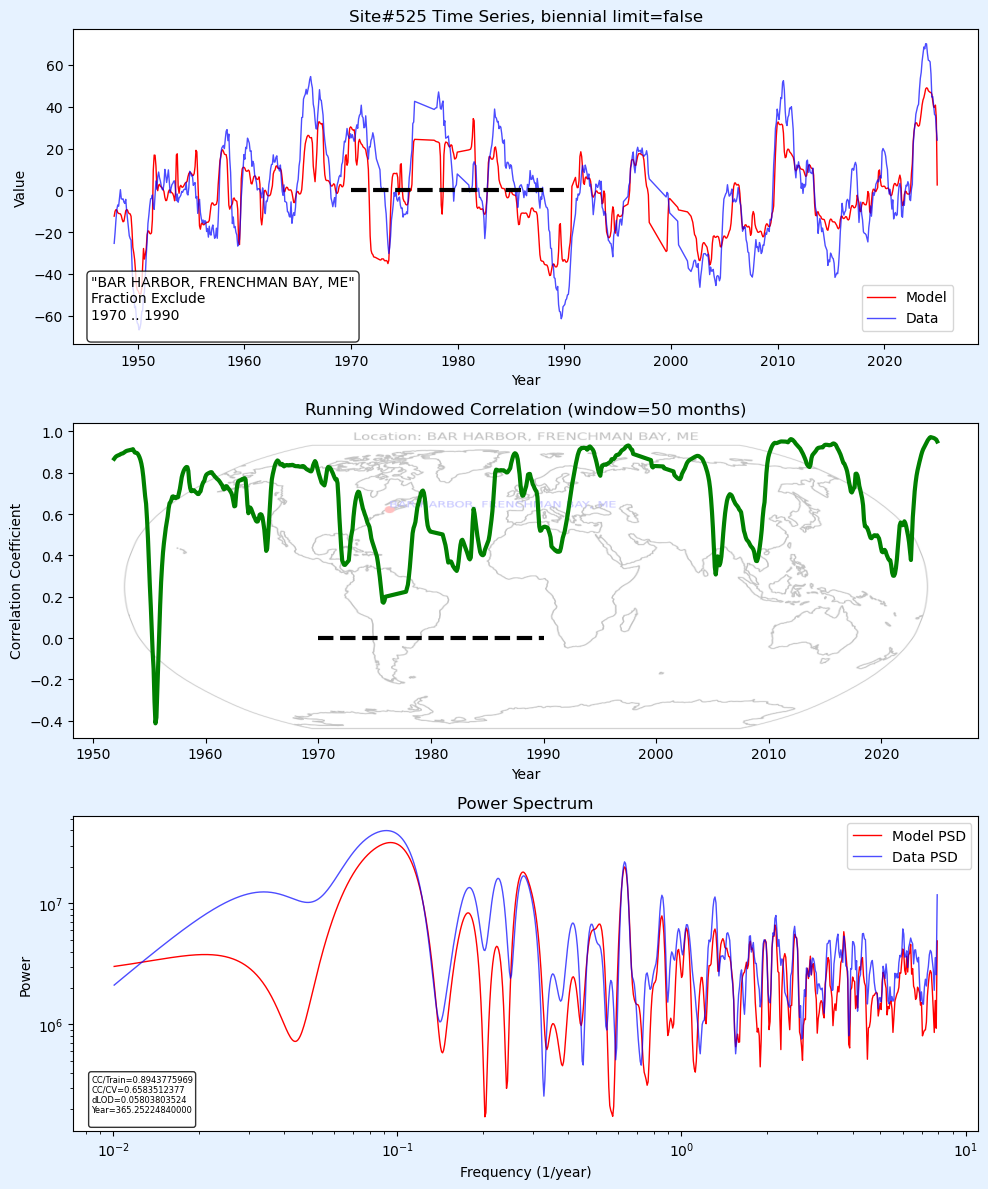 Site#525 Time Series, biennial limit=false
60
40
20
0
−20
−40
−60
Value
"BAR HARBOR, FRENCHMAN BAY, ME"
Fraction Exclude
1970 .. 1990
Model
Data
1950 1960 1970 1980 1990 2000 2010 2020
Year
Running Windowed Correlation (window=50 months)
Location: BAR HARBOR, FRENCHMAN BAY, ME
BAR HARBOR, FRENCHMAN BAY, ME
1.0
0.8
0.6
0.4
0.2
0.0
−0.2
−0.4
Correlation Coefficient
1950 1960 1970 1980 1990 2000 2010 2020
Year
Power Spectrum
Model PSD
Data PSD
10⁷
10⁶
Power
CC/Train=0.8943775969
CC/CV=0.6583512377
dLOD=0.05803803524
Year=365.25224840000
10⁻² 10⁻¹ 10⁰ 10¹
Frequency (1/year)